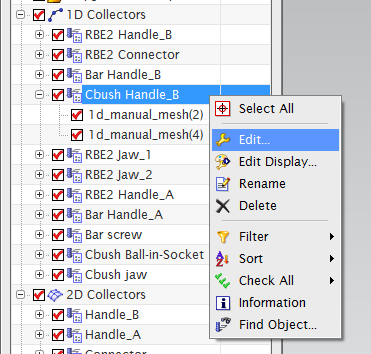 1D Collectors
RBE2 Handle_B
RBE2 Connector
Bar Handle_B
Cbush Handle_B
1d_manual_mesh(2)
1d_manual_mesh(4)
RBE2 Jaw_1
RBE2 Jaw_2
RBE2 Handle_A
Bar Handle_A
Bar screw
Cbush Ball-in-Socket
Cbush jaw
2D Collectors
Handle_B
Handle_A
Select All
Edit...
Edit Display...
Rename
Delete
Filter
Sort
Check All
Information
Find Object...